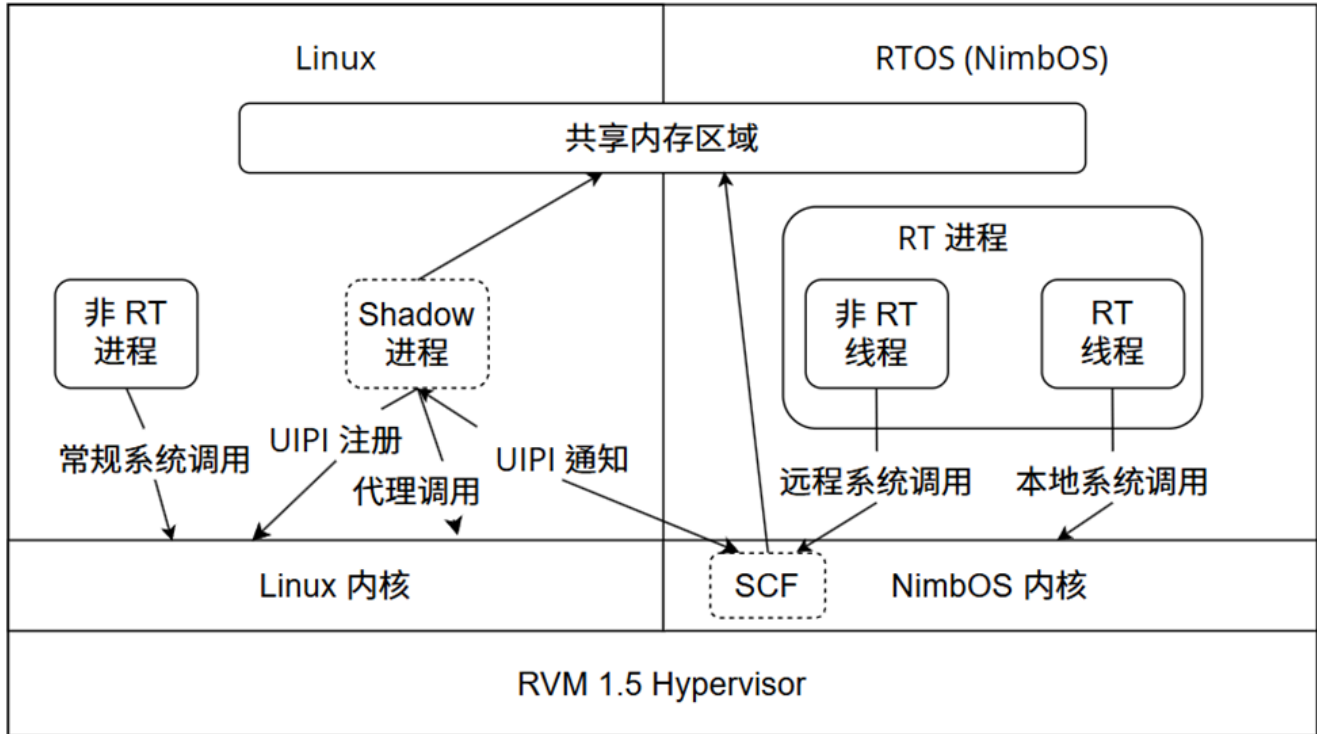 Linux
RTOS (NimbOS)
共享内存区域
RT 进程
非 RT
进程
Shadow
进程
非 RT
线程
RT
线程
常规系统调用
UIPI 注册
代理调用
UIPI 通知
远程系统调用
本地系统调用
Linux 内核
SCF
NimbOS 内核
RVM 1.5 Hypervisor